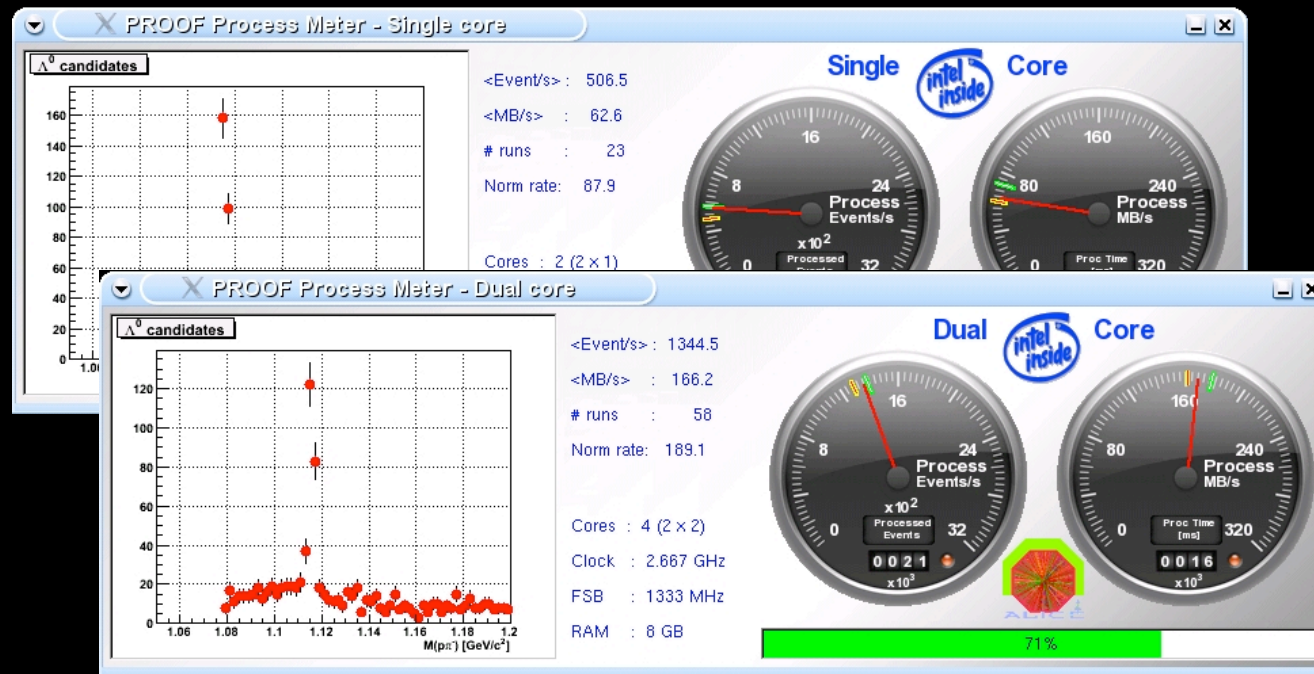 PROOF Process Meter - Single core
Λ⁰ candidates
160
140
120
100
80
60
40
20
0
<Event/s> : 506.5
<MB/s> : 62.6
# runs : 23
Norm rate: 87.9
Cores : 2 (2 x 1)
Single intel inside Core
0 8 16 24 32
Process
Events/s
x10²
Processed
0 80 160 240 320
Process
MB/s
Proc Time
PROOF Process Meter - Dual core
Λ⁰ candidates
120
100
80
60
40
20
0
1.06 1.08 1.1 1.12 1.14 1.16 1.18 1.2
M(pπ⁻) [GeV/c²]
<Event/s> : 1344.5
<MB/s> : 166.2
# runs : 58
Norm rate: 189.1
Cores : 4 (2 x 2)
Clock : 2.667 GHz
FSB : 1333 MHz
RAM : 8 GB
Dual intel inside Core
0 8 16 24 32
Process
Events/s
x10²
Processed
Events
0021
x10³
0 80 160 240 320
Process
MB/s
Proc Time
[ms]
0016
x10³
ALICE
71%